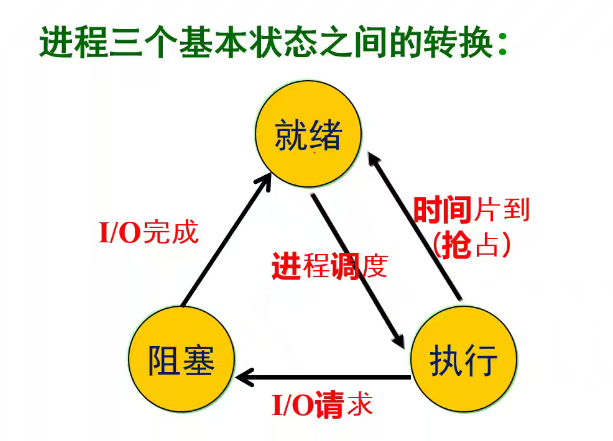 进程三个基本状态之间的转换：
就绪
时间片到
（抢占）
I/O完成
进程调度
阻塞
执行
I/O请求